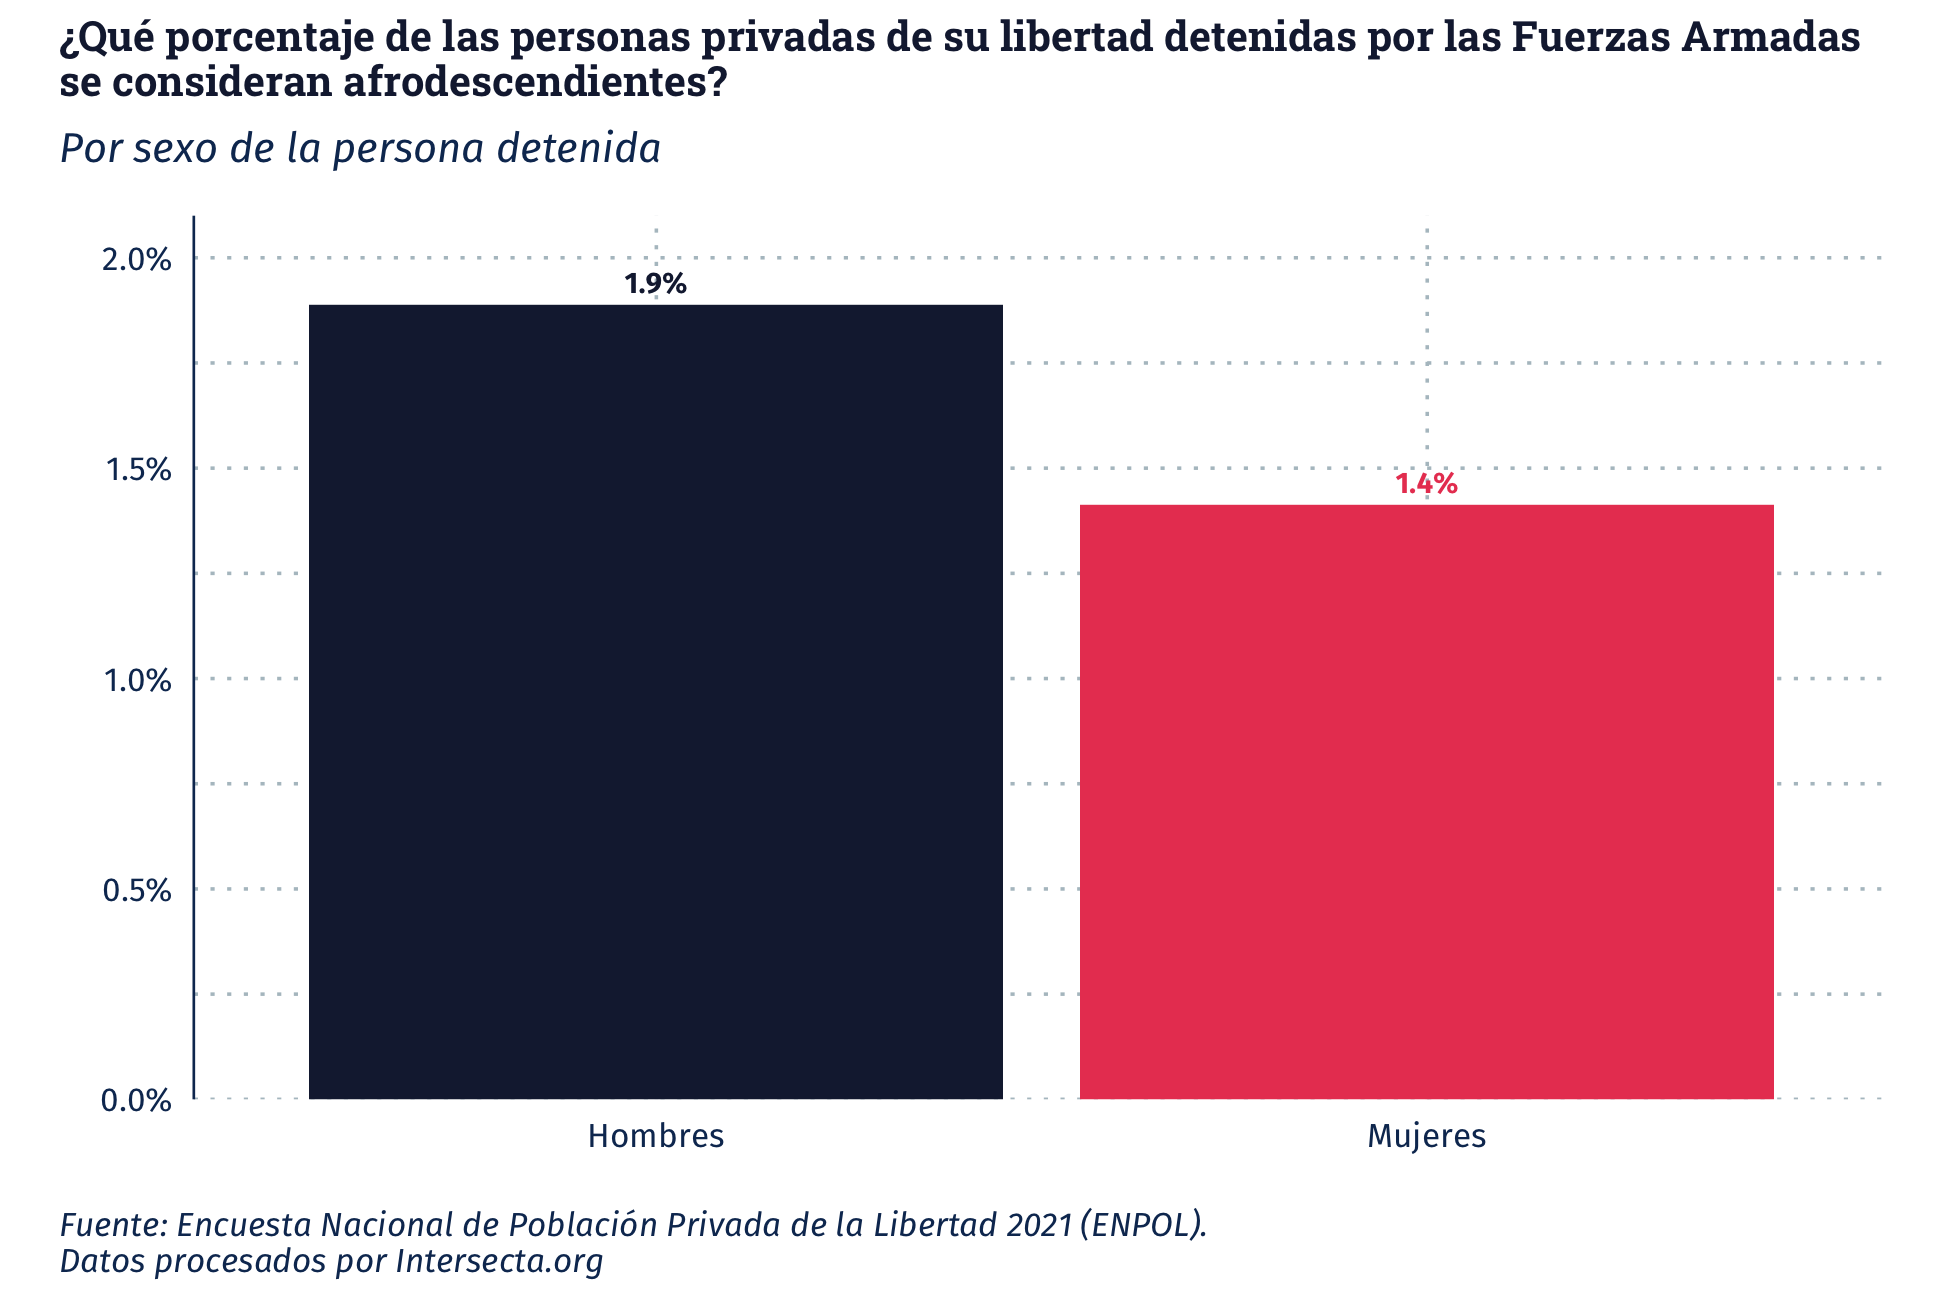 ¿Qué porcentaje de las personas privadas de su libertad detenidas por las Fuerzas Armadas
se consideran afrodescendientes?
Por sexo de la persona detenida
2.0%
1.5%
1.0%
0.5%
0.0%
1.9%
1.4%
Hombres
Mujeres
Fuente: Encuesta Nacional de Población Privada de la Libertad 2021 (ENPOL).
Datos procesados por Intersecta.org